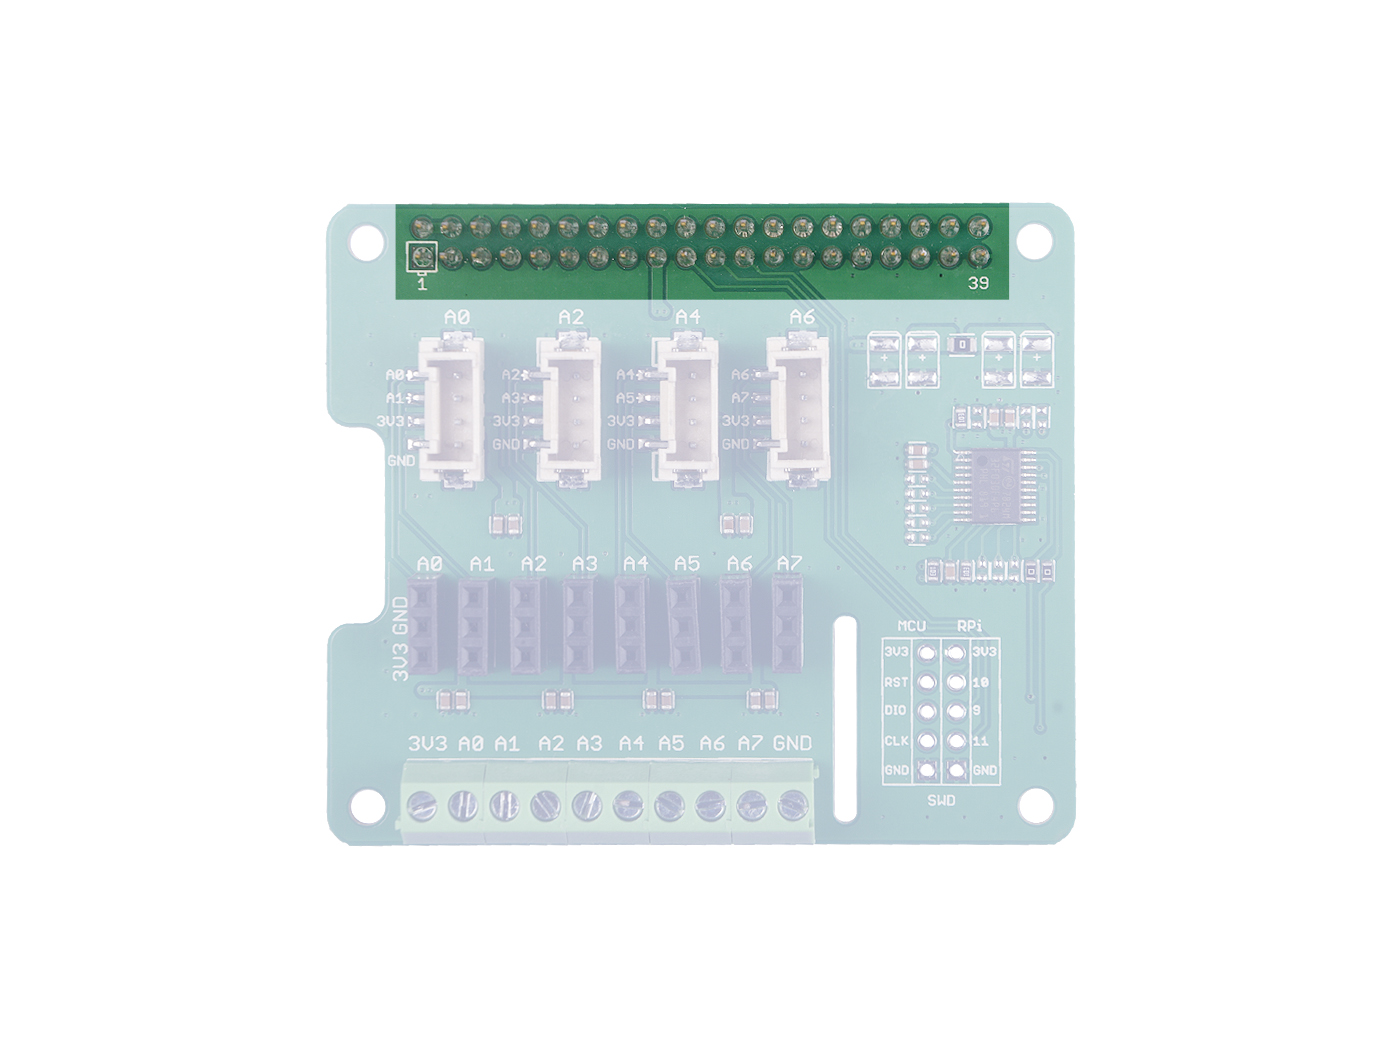 1 39
A0 A2 A4 A6
A0 A2 A4 A6
A1 A3 A5 A7
3V3 3V3 3V3 3V3
GND GND GND GND
A0 A1 A2 A3 A4 A5 A6 A7
3V3 GND
MCU RPi
3V3 3V3
RST 10
DIO 9
CLK 11
GND GND
SWD
3V3 A0 A1 A2 A3 A4 A5 A6 A7 GND